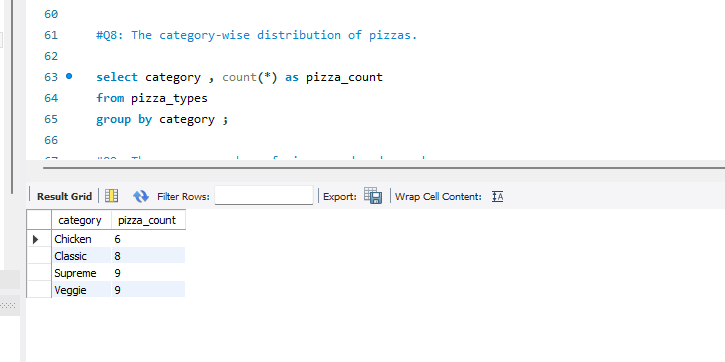 60
61 #Q8: The category-wise distribution of pizzas.
62
63 select category , count(*) as pizza_count
64 from pizza_types
65 group by category ;
66
Result Grid Filter Rows: Export: Wrap Cell Content: IA
category pizza_count
Chicken 6
Classic 8
Supreme 9
Veggie 9